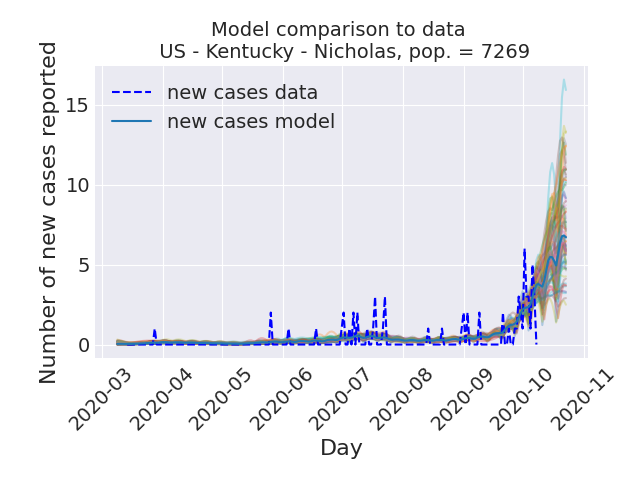 Model comparison to data
US - Kentucky - Nicholas, pop. = 7269
Number of new cases reported
15
10
5
0
new cases data
new cases model
2020-03
2020-04
2020-05
2020-06
2020-07
2020-08
2020-09
2020-10
2020-11
Day